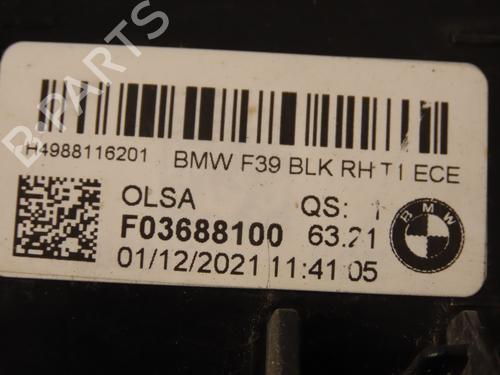 H4988116201 BMW F39 BLK RH T1 ECE
OLSA QS: 1
F03688100 63.21
01/12/2021 11:41:05
BMW
B-PARTS